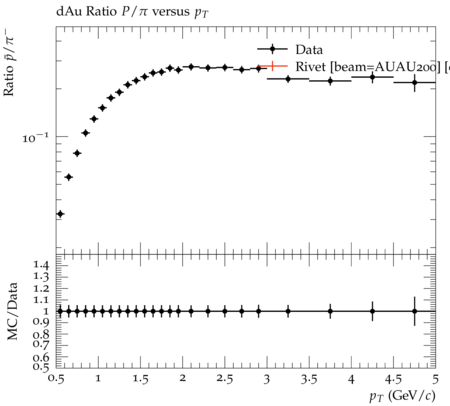 dAu Ratio P/π versus p_T
Ratio p̄/π⁻
Data
Rivet [beam=AUAU200] [
10⁻¹
MC/Data
1.4
1.3
1.2
1.1
1
0.9
0.8
0.7
0.6
0.5
0.5 1 1.5 2 2.5 3 3.5 4 4.5 5
p_T (GeV/c)